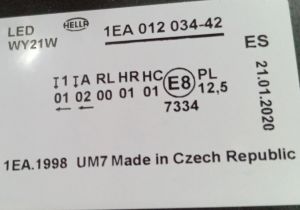 LED
WY21W
HELLA
1EA 012 034-42
ES
I1 IA RL HR HC E8 PL
01 02 00 01 01 12,5
7334
21.01.2020
1EA.1998 UM7 Made in Czech Republic